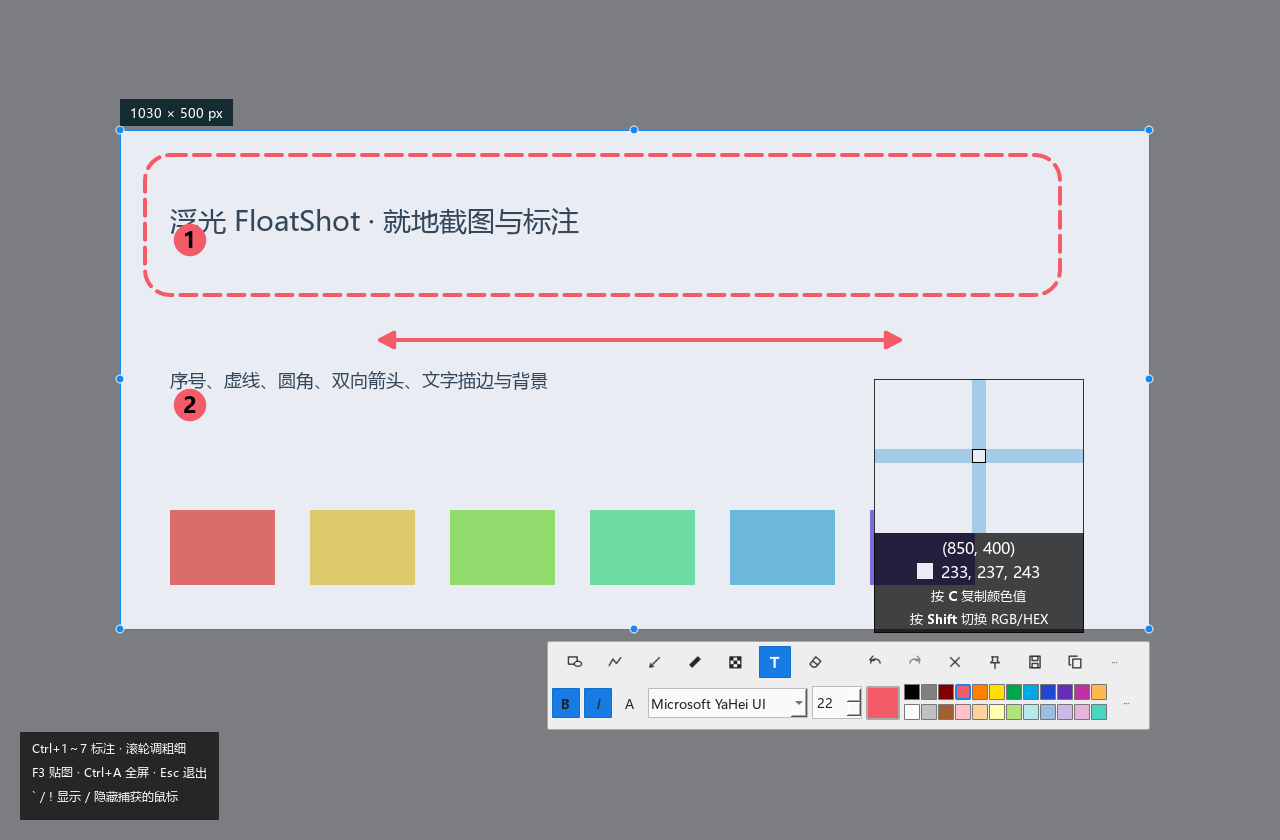 1030 × 500 px
浮光 FloatShot · 就地截图与标注
1
序号、虚线、圆角、双向箭头、文字描边与背景
2
(850, 400)
233, 237, 243
按 C 复制颜色值
按 Shift 切换 RGB/HEX
T
B I A Microsoft YaHei UI 22
Ctrl+1~7 标注 · 滚轮调粗细
F3 贴图 · Ctrl+A 全屏 · Esc 退出
` / ! 显示 / 隐藏捕获的鼠标